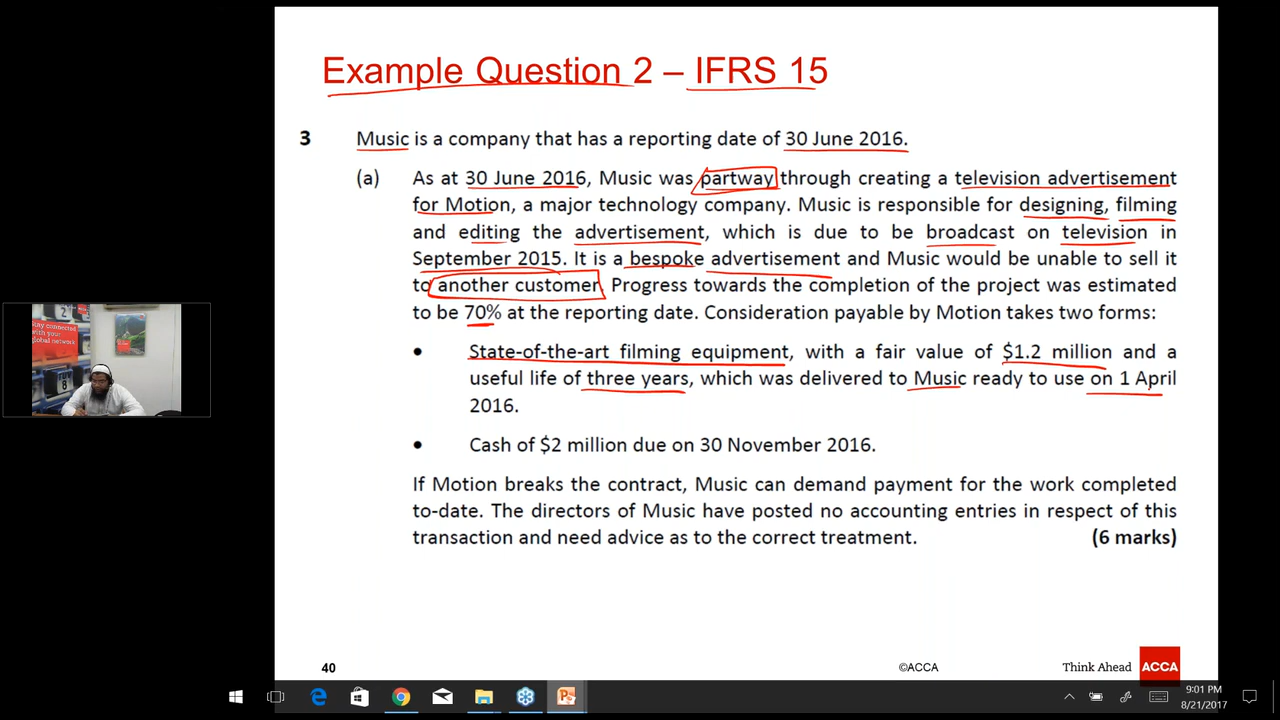 Example Question 2 – IFRS 15
3 Music is a company that has a reporting date of 30 June 2016.
(a) As at 30 June 2016, Music was partway through creating a television advertisement
for Motion, a major technology company. Music is responsible for designing, filming
and editing the advertisement, which is due to be broadcast on television in
September 2015. It is a bespoke advertisement and Music would be unable to sell it
to another customer. Progress towards the completion of the project was estimated
to be 70% at the reporting date. Consideration payable by Motion takes two forms:
• State-of-the-art filming equipment, with a fair value of $1.2 million and a
useful life of three years, which was delivered to Music ready to use on 1 April
2016.
• Cash of $2 million due on 30 November 2016.
If Motion breaks the contract, Music can demand payment for the work completed
to-date. The directors of Music have posted no accounting entries in respect of this
transaction and need advice as to the correct treatment. (6 marks)
Stay connected
with your
global network
40 ©ACCA Think Ahead ACCA
9:01 PM
8/21/2017